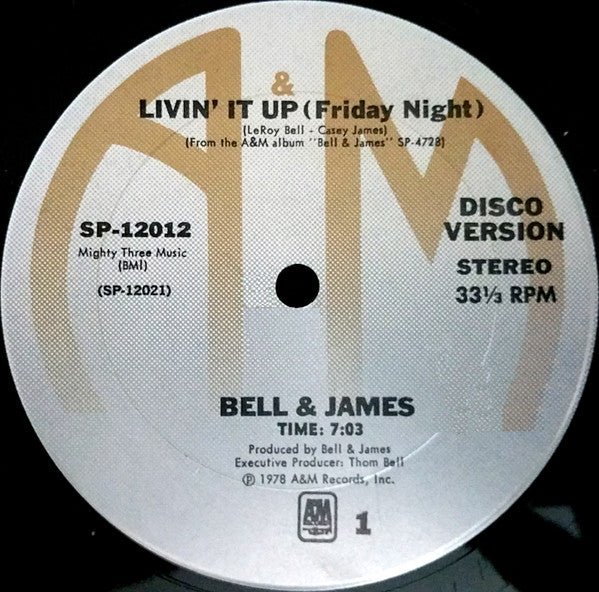 A & M
LIVIN' IT UP (Friday Night)
(LeRoy Bell - Casey James)
(From the A&M album "Bell & James" SP-4728)
SP-12012
Mighty Three Music
(BMI)
(SP-12021)
DISCO
VERSION
STEREO
33⅓ RPM
BELL & JAMES
TIME: 7:03
Produced by Bell & James
Executive Producer: Thom Bell
℗ 1978 A&M Records, Inc.
A&M
1